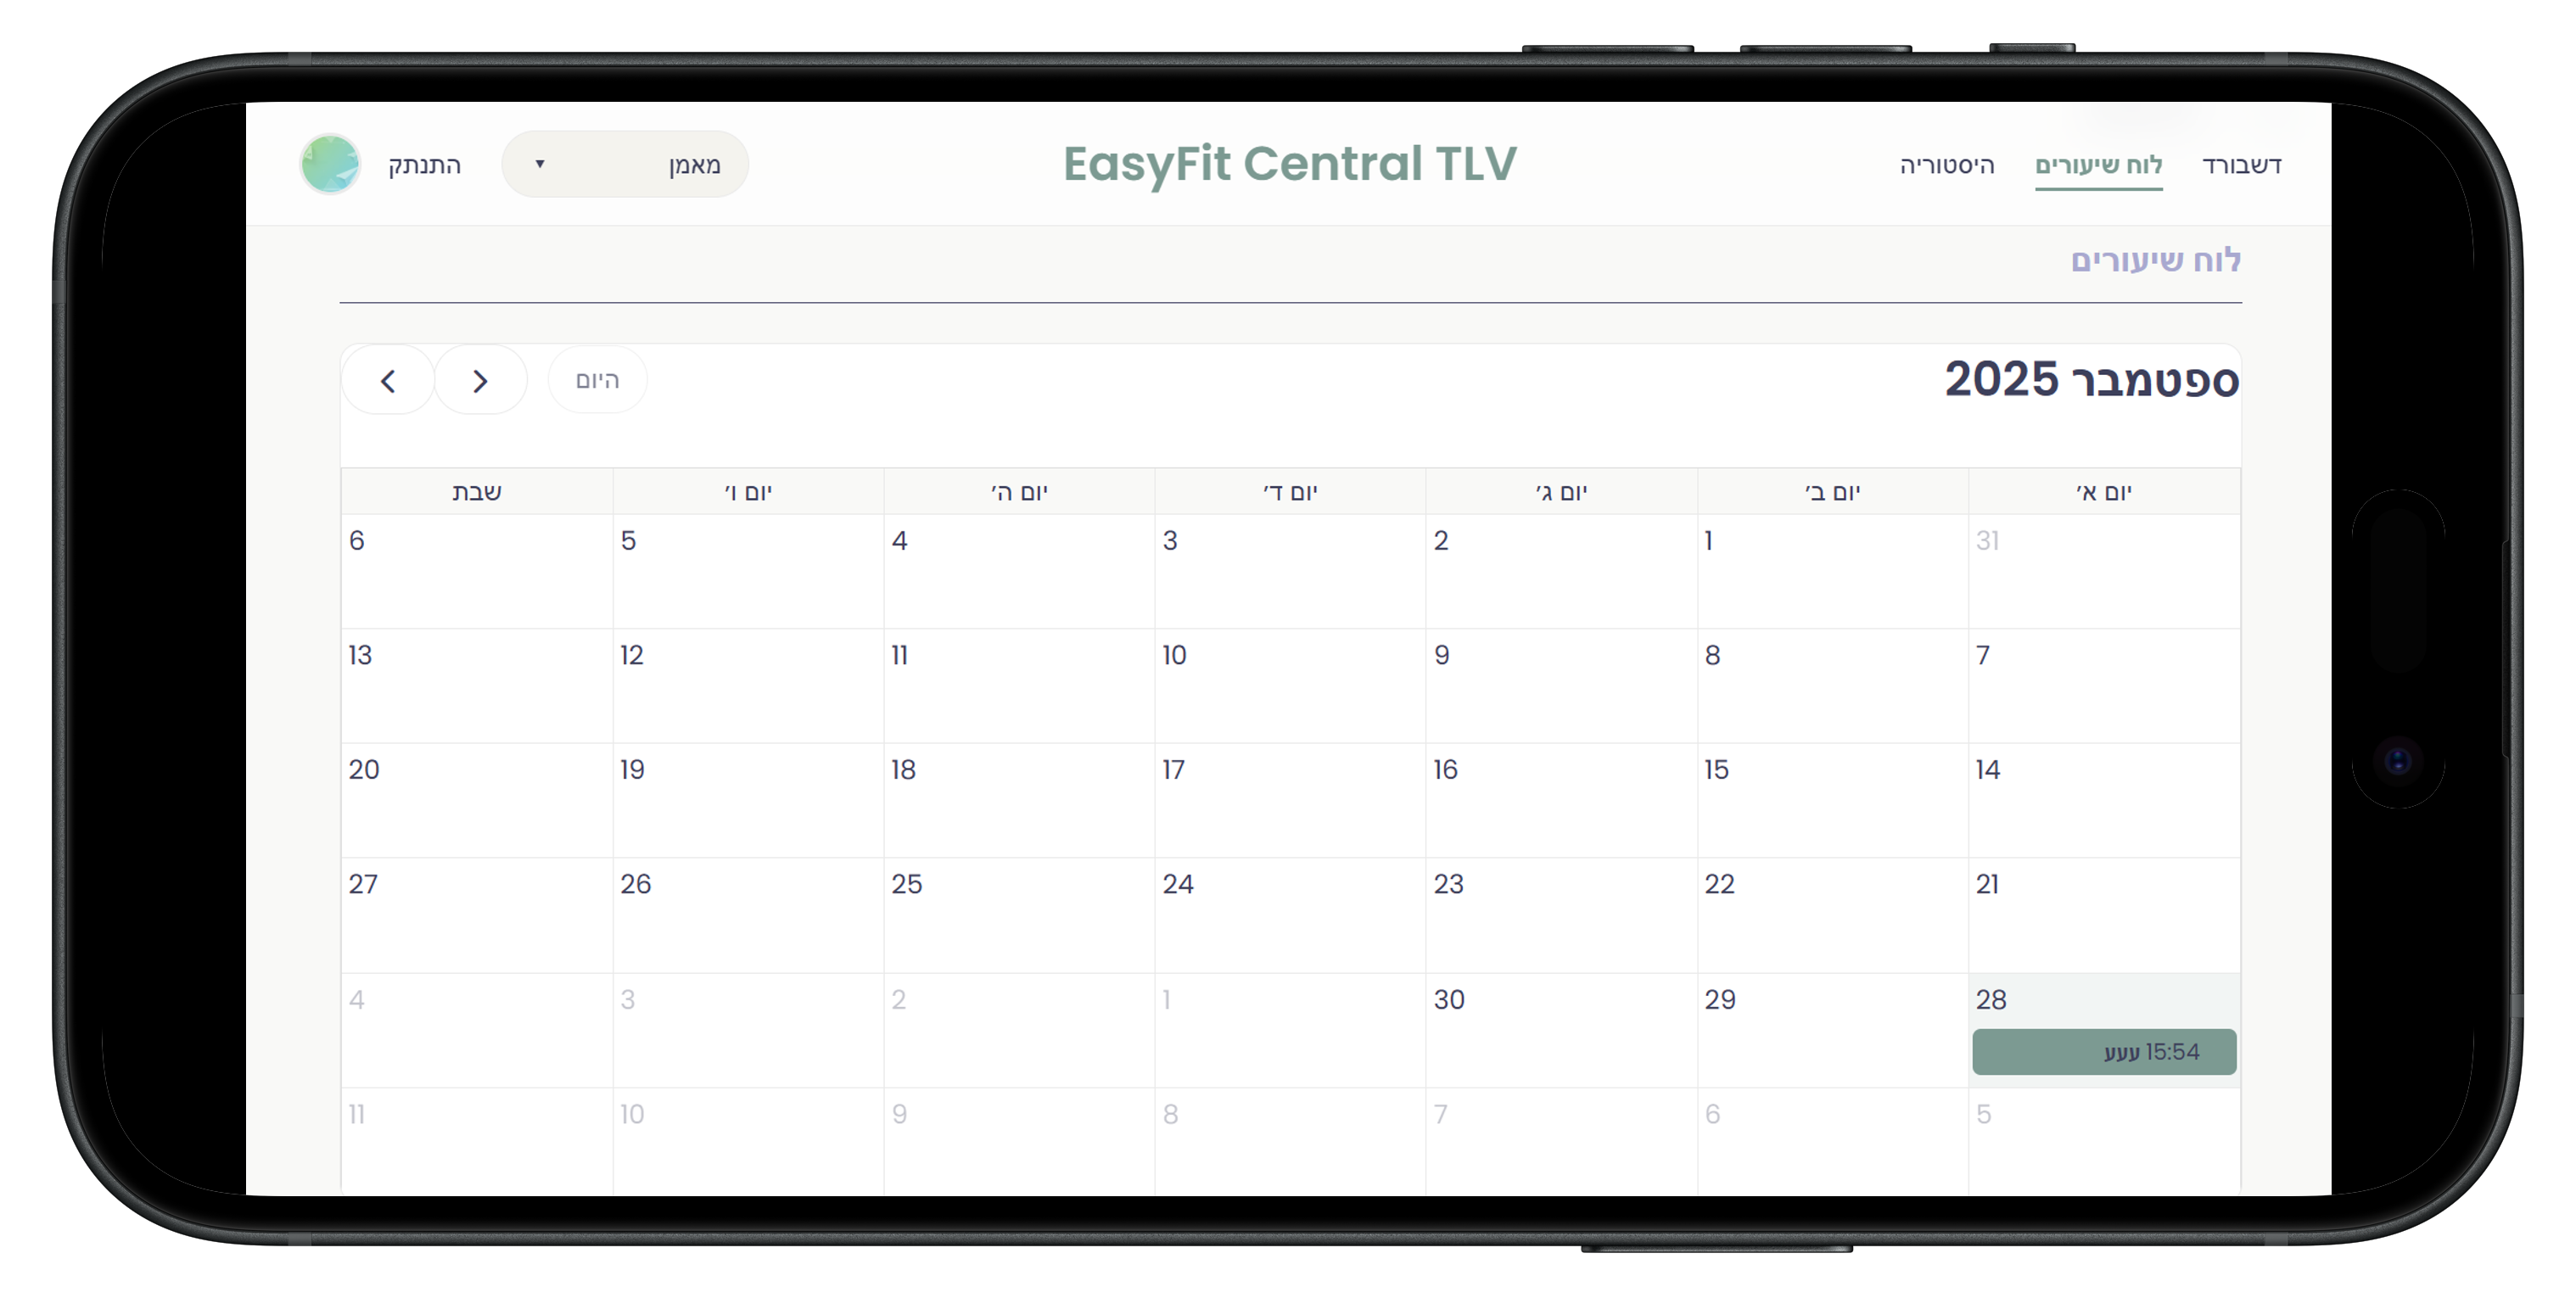 דשבורד לוח שיעורים היסטוריה EasyFit Central TLV מאמן התנתק
לוח שיעורים
ספטמבר 2025 היום
יום א׳ יום ב׳ יום ג׳ יום ד׳ יום ה׳ יום ו׳ שבת
31 1 2 3 4 5 6
7 8 9 10 11 12 13
14 15 16 17 18 19 20
21 22 23 24 25 26 27
28 29 30 1 2 3 4
15:54 עעע
5 6 7 8 9 10 11